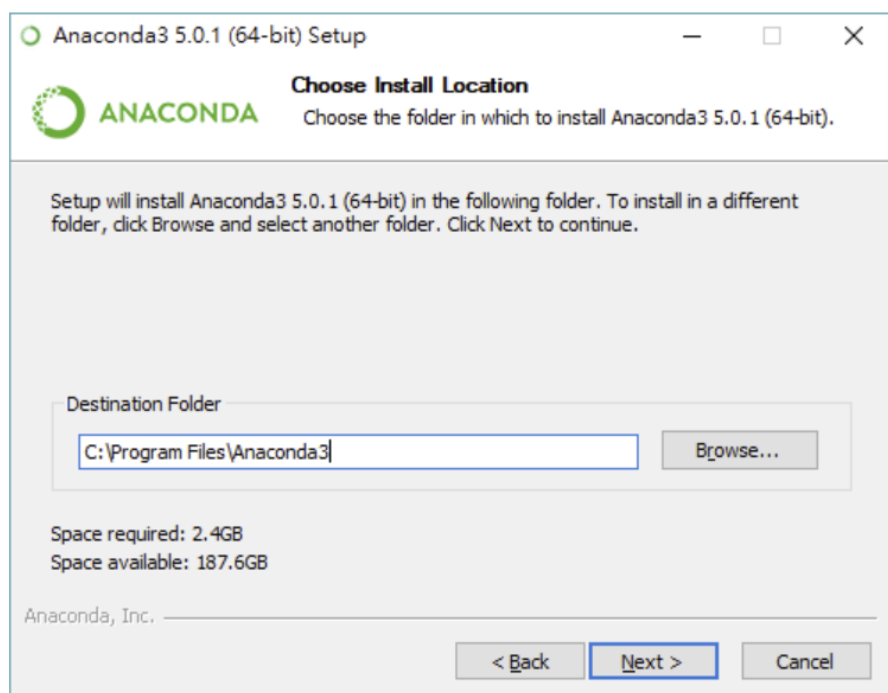 Anaconda3 5.0.1 (64-bit) Setup
ANACONDA
Choose Install Location
Choose the folder in which to install Anaconda3 5.0.1 (64-bit).
Setup will install Anaconda3 5.0.1 (64-bit) in the following folder. To install in a different
folder, click Browse and select another folder. Click Next to continue.
Destination Folder
C:\Program Files\Anaconda3
Browse...
Space required: 2.4GB
Space available: 187.6GB
Anaconda, Inc.
< Back
Next >
Cancel